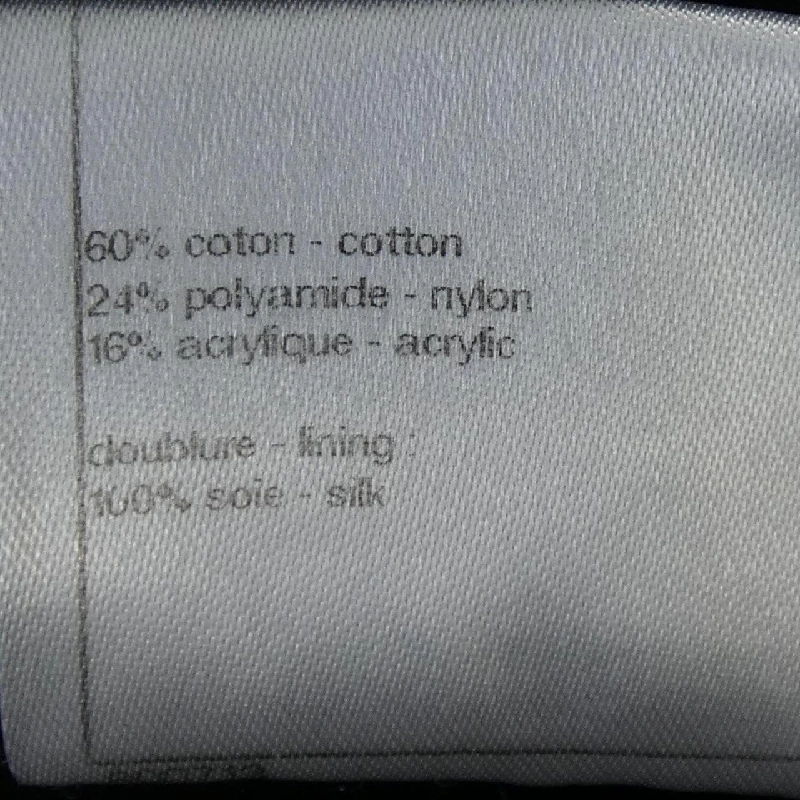 60% coton - cotton
24% polyamide - nylon
16% acrylique - acrylic
doublure - lining :
100% soie - silk